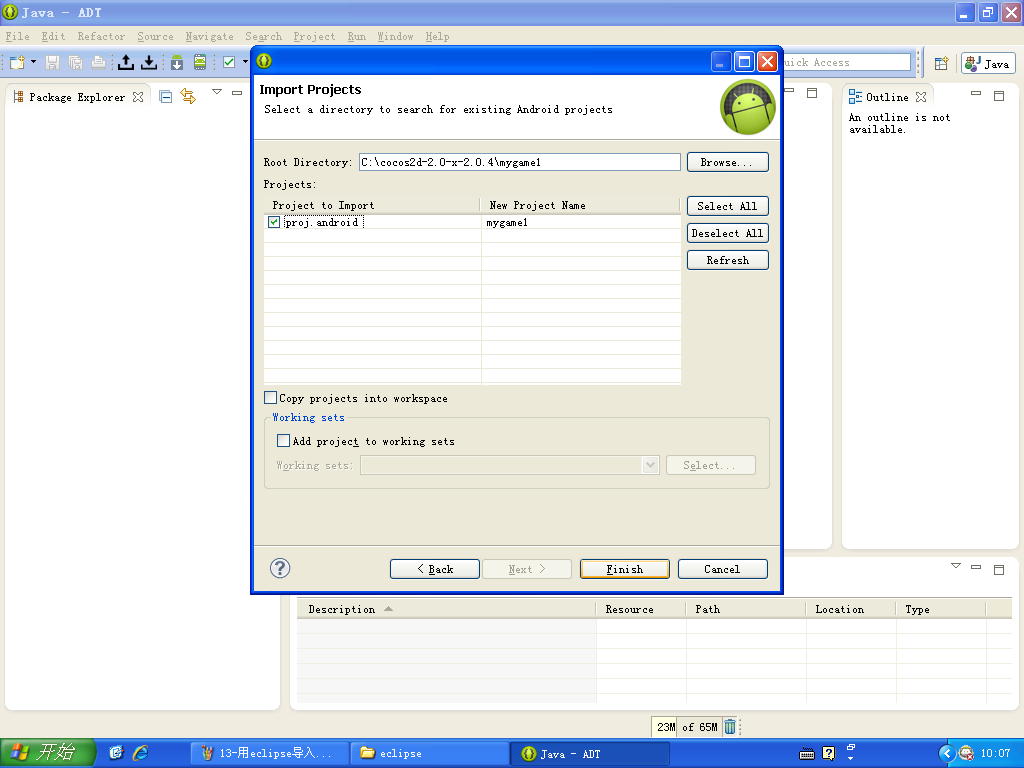 Java - ADT
File Edit Refactor Source Navigate Search Project Run Window Help
Quick Access
Java
Package Explorer
Outline
An outline is not
available.
Import Projects
Select a directory to search for existing Android projects
Root Directory: C:\cocos2d-2.0-x-2.0.4\mygame1 Browse...
Projects:
Project to Import New Project Name
Select All
proj.android mygame1
Deselect All
Refresh
Copy projects into workspace
Working sets
Add project to working sets
Working sets: Select...
< Back Next > Finish Cancel
Description Resource Path Location Type
23M of 65M
开始 13-用eclipse导入... eclipse Java - ADT 10:07